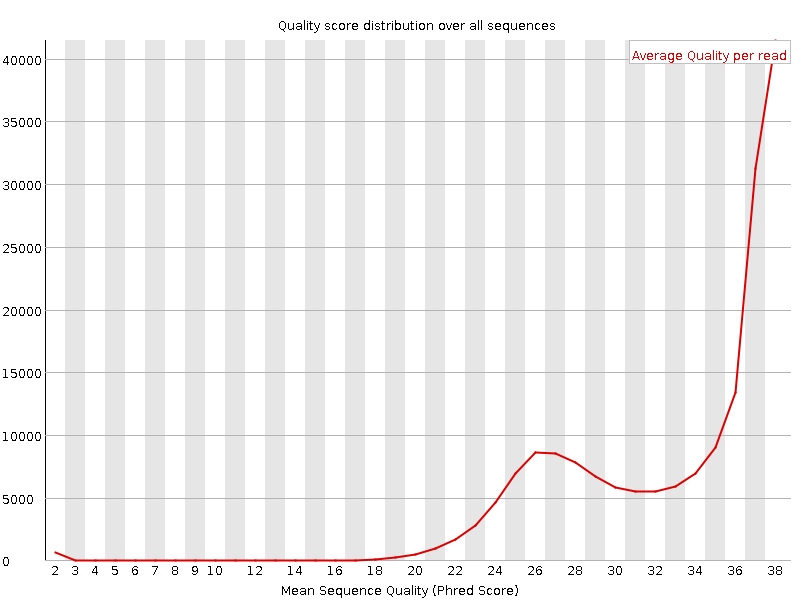 Quality score distribution over all sequences
Average Quality per read
40000
35000
30000
25000
20000
15000
10000
5000
0
2 3 4 5 6 7 8 9 10 12 14 16 18 20 22 24 26 28 30 32 34 36 38
Mean Sequence Quality (Phred Score)